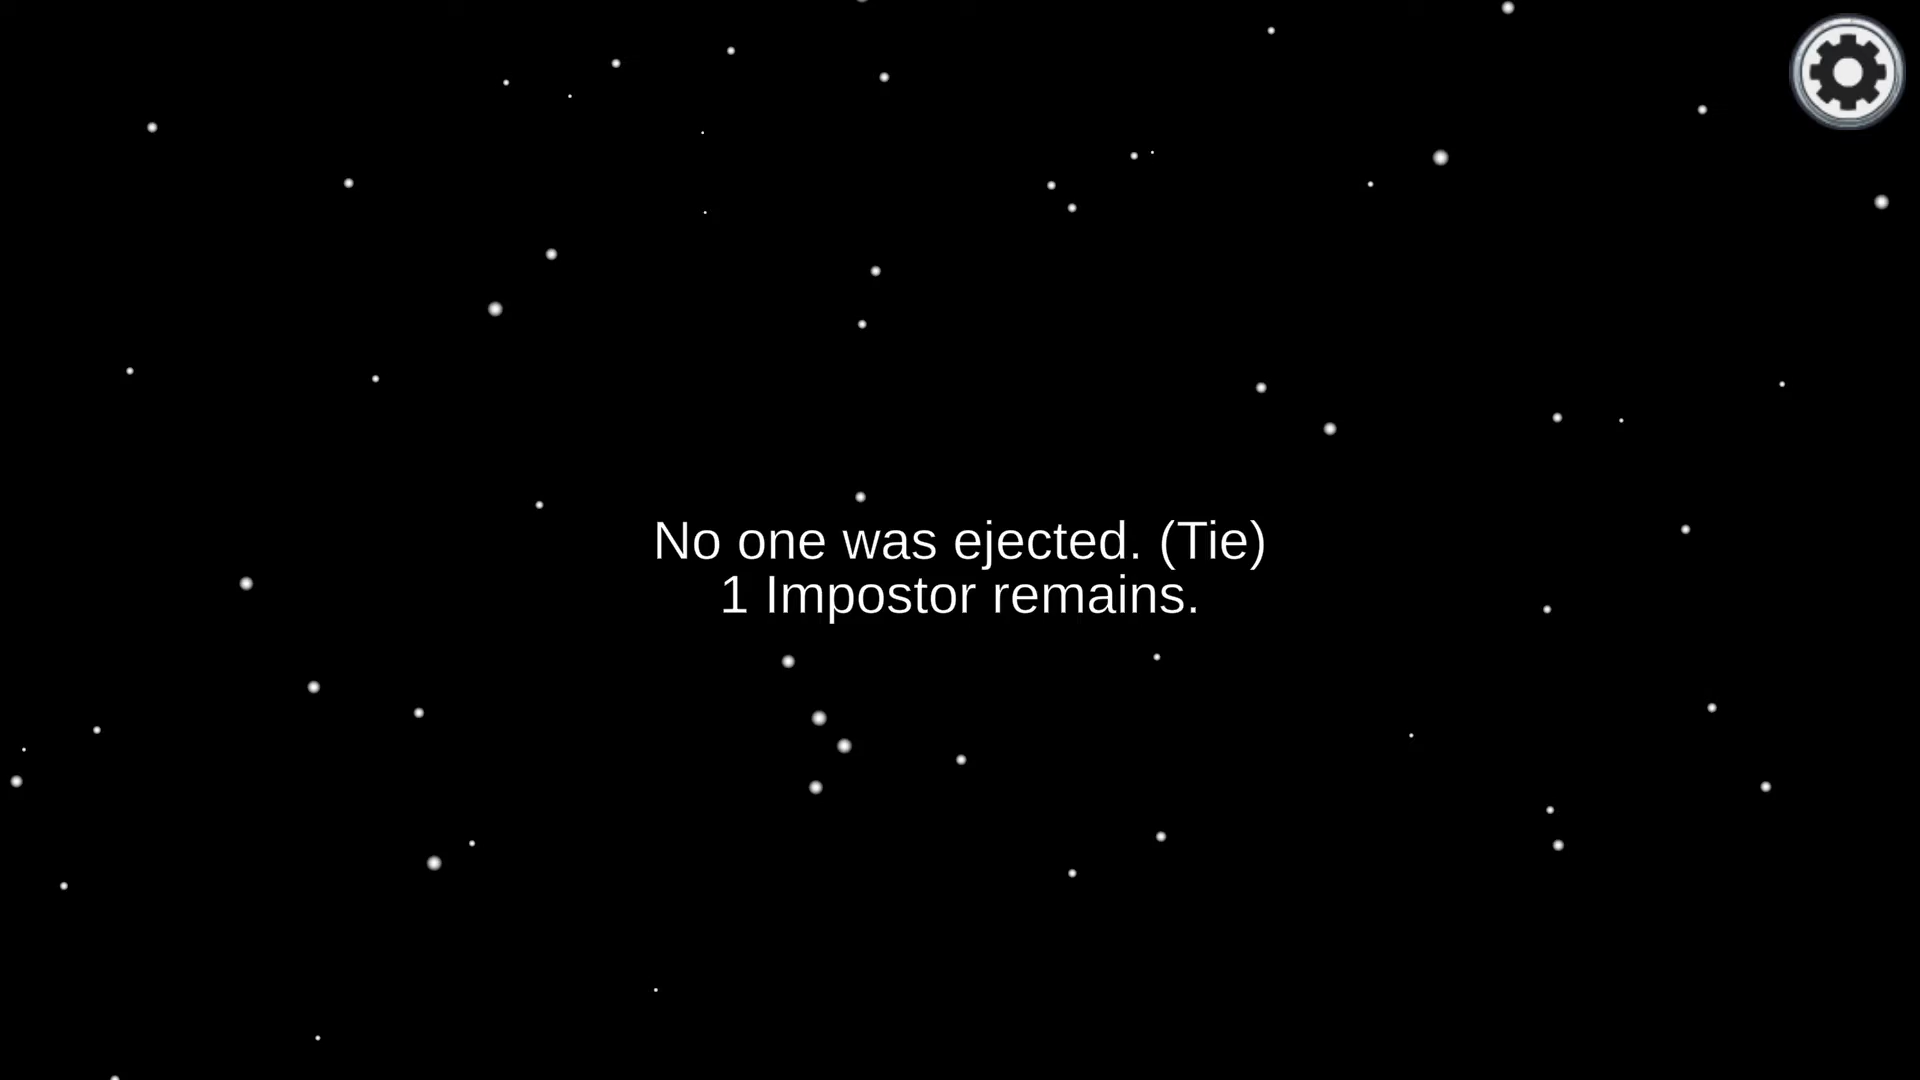 No one was ejected. (Tie)
1 Impostor remains.